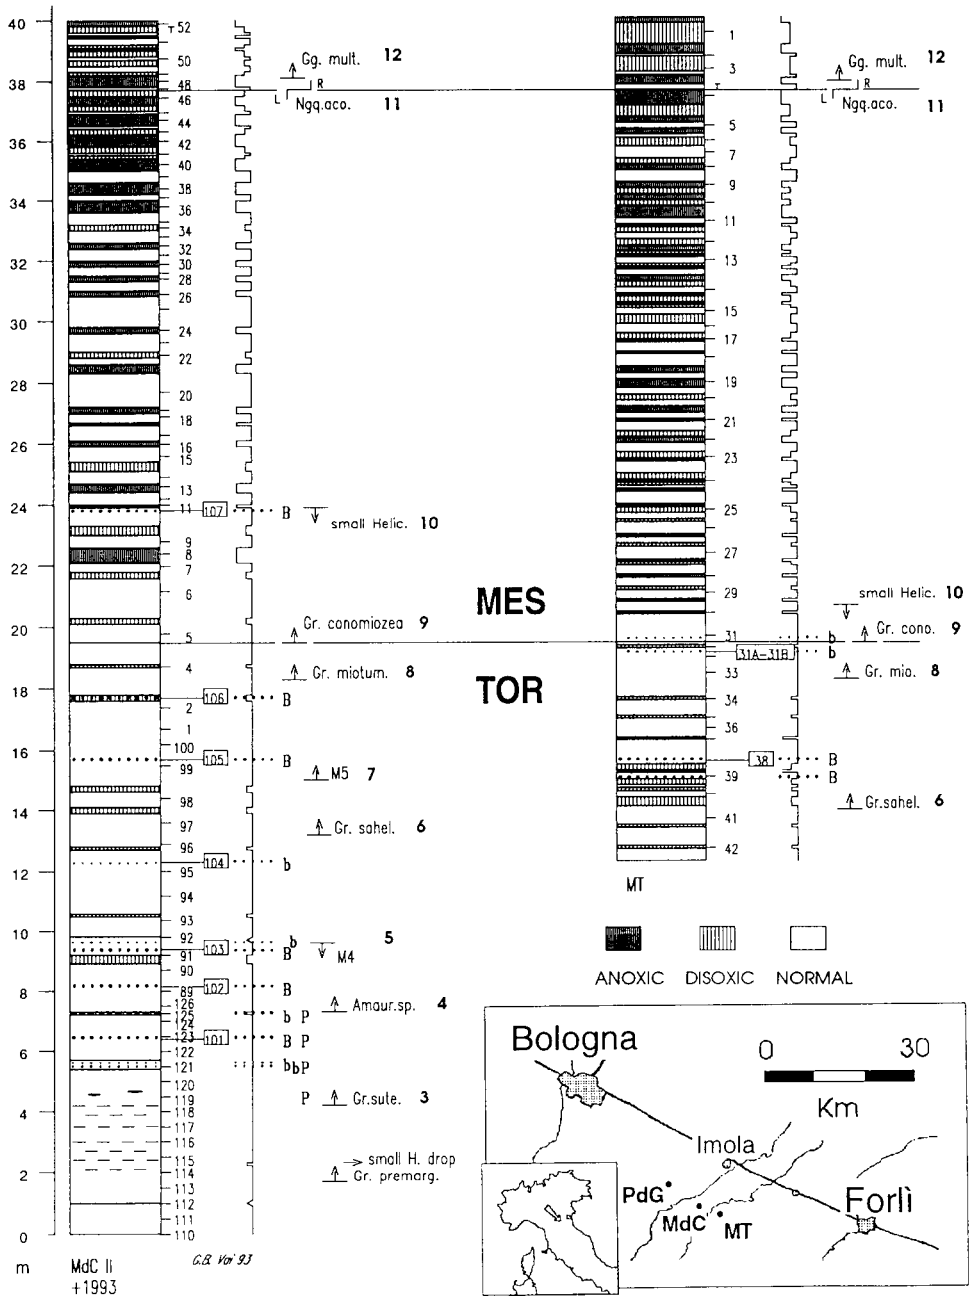 40
38
36
34
32
30
28
26
24
22
20
18
16
14
12
10
8
6
4
2
0
m
T 52
50
48
46
44
42
40
38
36
34
32
30
28
26
24
22
20
18
16
15
13
11
9
8
7
6
5
4
2
1
100
99
98
97
96
95
94
93
92
91
90
89
126
125
124
123
122
121
120
119
118
117
116
115
114
113
112
111
110
107
106
105
104
103
102
101
Gg. mult. 12
R
L
Ngq.aco. 11
B
small Helic. 10
Gr. conomiozea 9
Gr. miotum. 8
B
B
M5 7
Gr. sahel. 6
b
b 5
B M4
B
Amaur.sp. 4
b P
B P
bbP
P Gr.sute. 3
small H. drop
Gr. premarg.
MdC Ii
+1993
G.B. Vai '93
MES
TOR
1
3
T
5
7
9
11
13
15
17
19
21
23
25
27
29
31
31A-31B
33
34
36
38
39
41
42
Gg. mult. 12
R
L
Ngq.aco. 11
small Helic. 10
b Gr. cono. 9
b
Gr. mio. 8
B
B
Gr.sahel. 6
MT
ANOXIC DISOXIC NORMAL
Bologna
0 30
Km
Imola
PdG
MdC
MT
Forlì